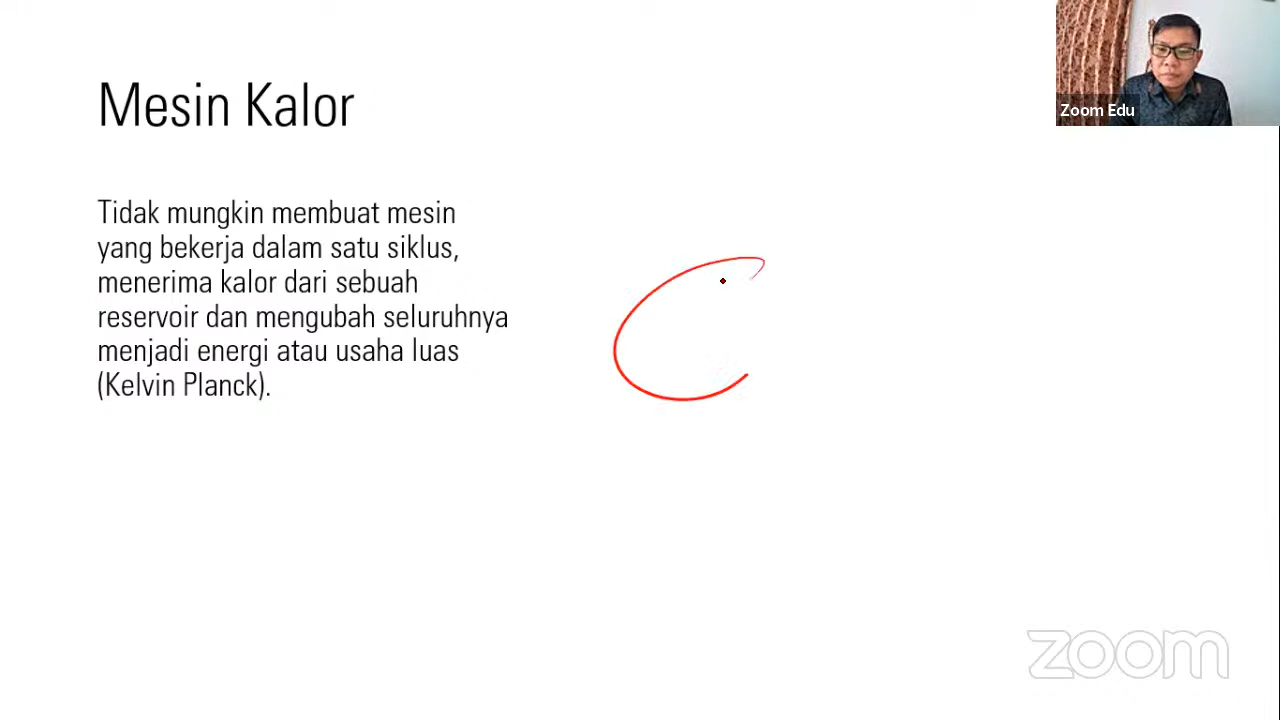 Mesin Kalor
Tidak mungkin membuat mesin
yang bekerja dalam satu siklus,
menerima kalor dari sebuah
reservoir dan mengubah seluruhnya
menjadi energi atau usaha luas
(Kelvin Planck).
Zoom Edu
zoom